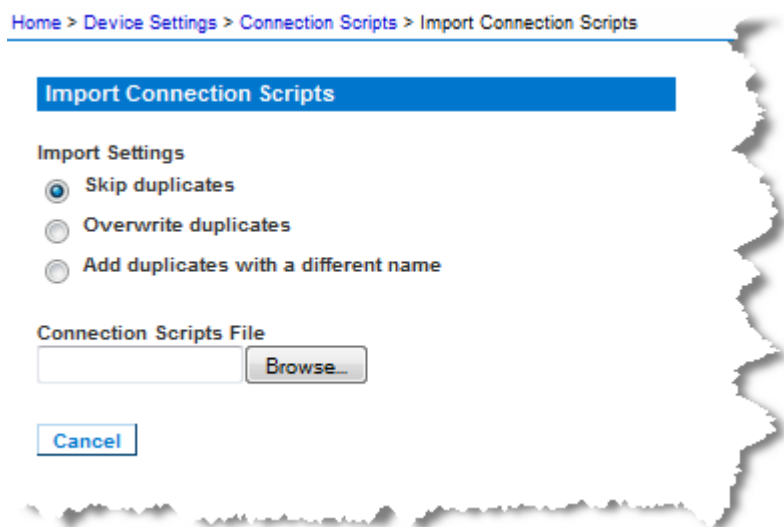 Home > Device Settings > Connection Scripts > Import Connection Scripts
Import Connection Scripts
Import Settings
Skip duplicates
Overwrite duplicates
Add duplicates with a different name
Connection Scripts File
Browse...
Cancel